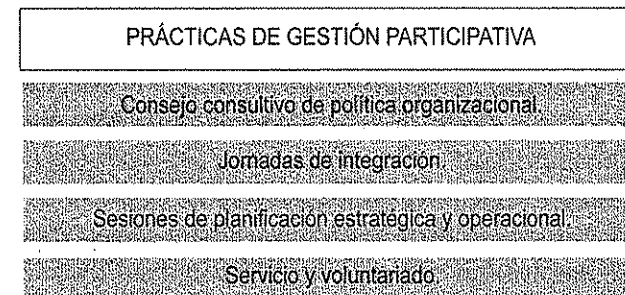 PRÁCTICAS DE GESTIÓN PARTICIPATIVA
Consejo consultivo de política organizacional.
Jornadas de integración.
Sesiones de planificación estratégica y operacional.
Servicio y voluntariado.